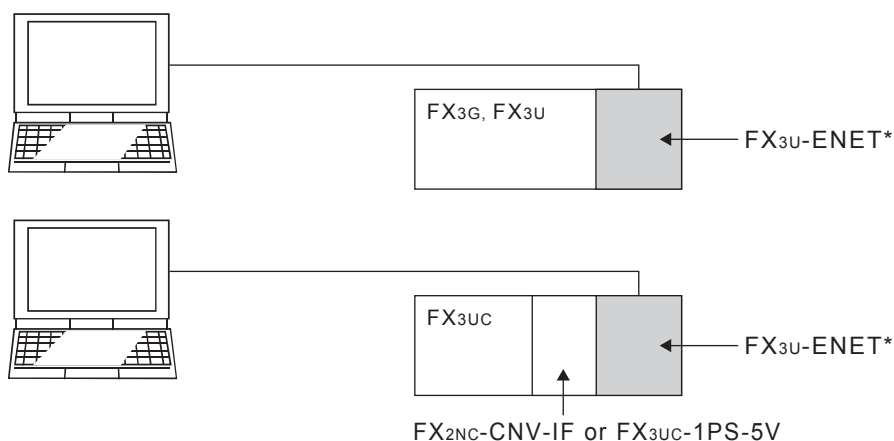 FX3G, FX3U
FX3U-ENET*
FX3UC
FX3U-ENET*
FX2NC-CNV-IF or FX3UC-1PS-5V